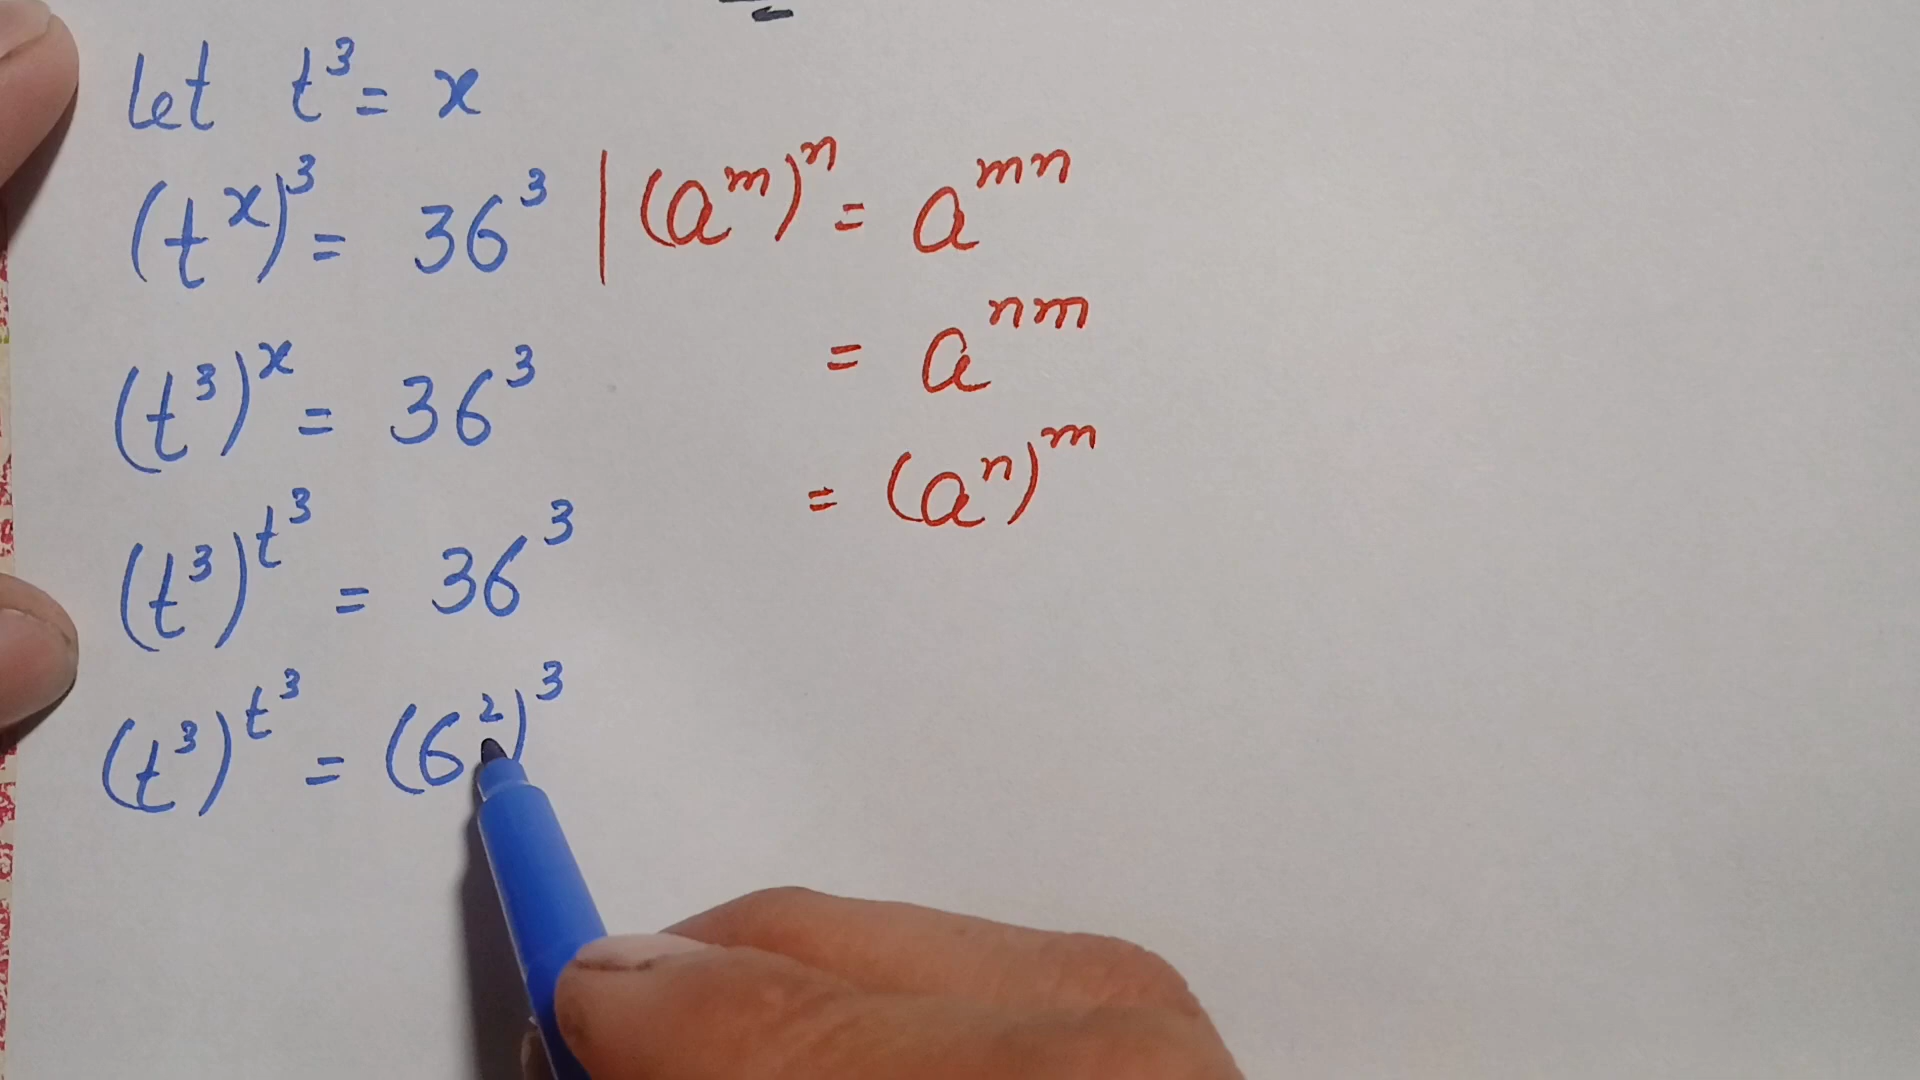 let t³ = x
(t^x)³ = 36³ | (a^m)^n = a^mn
= a^nm
(t³)^x = 36³
= (a^n)^m
(t³)^t³ = 36³
(t³)^t³ = (6²)³